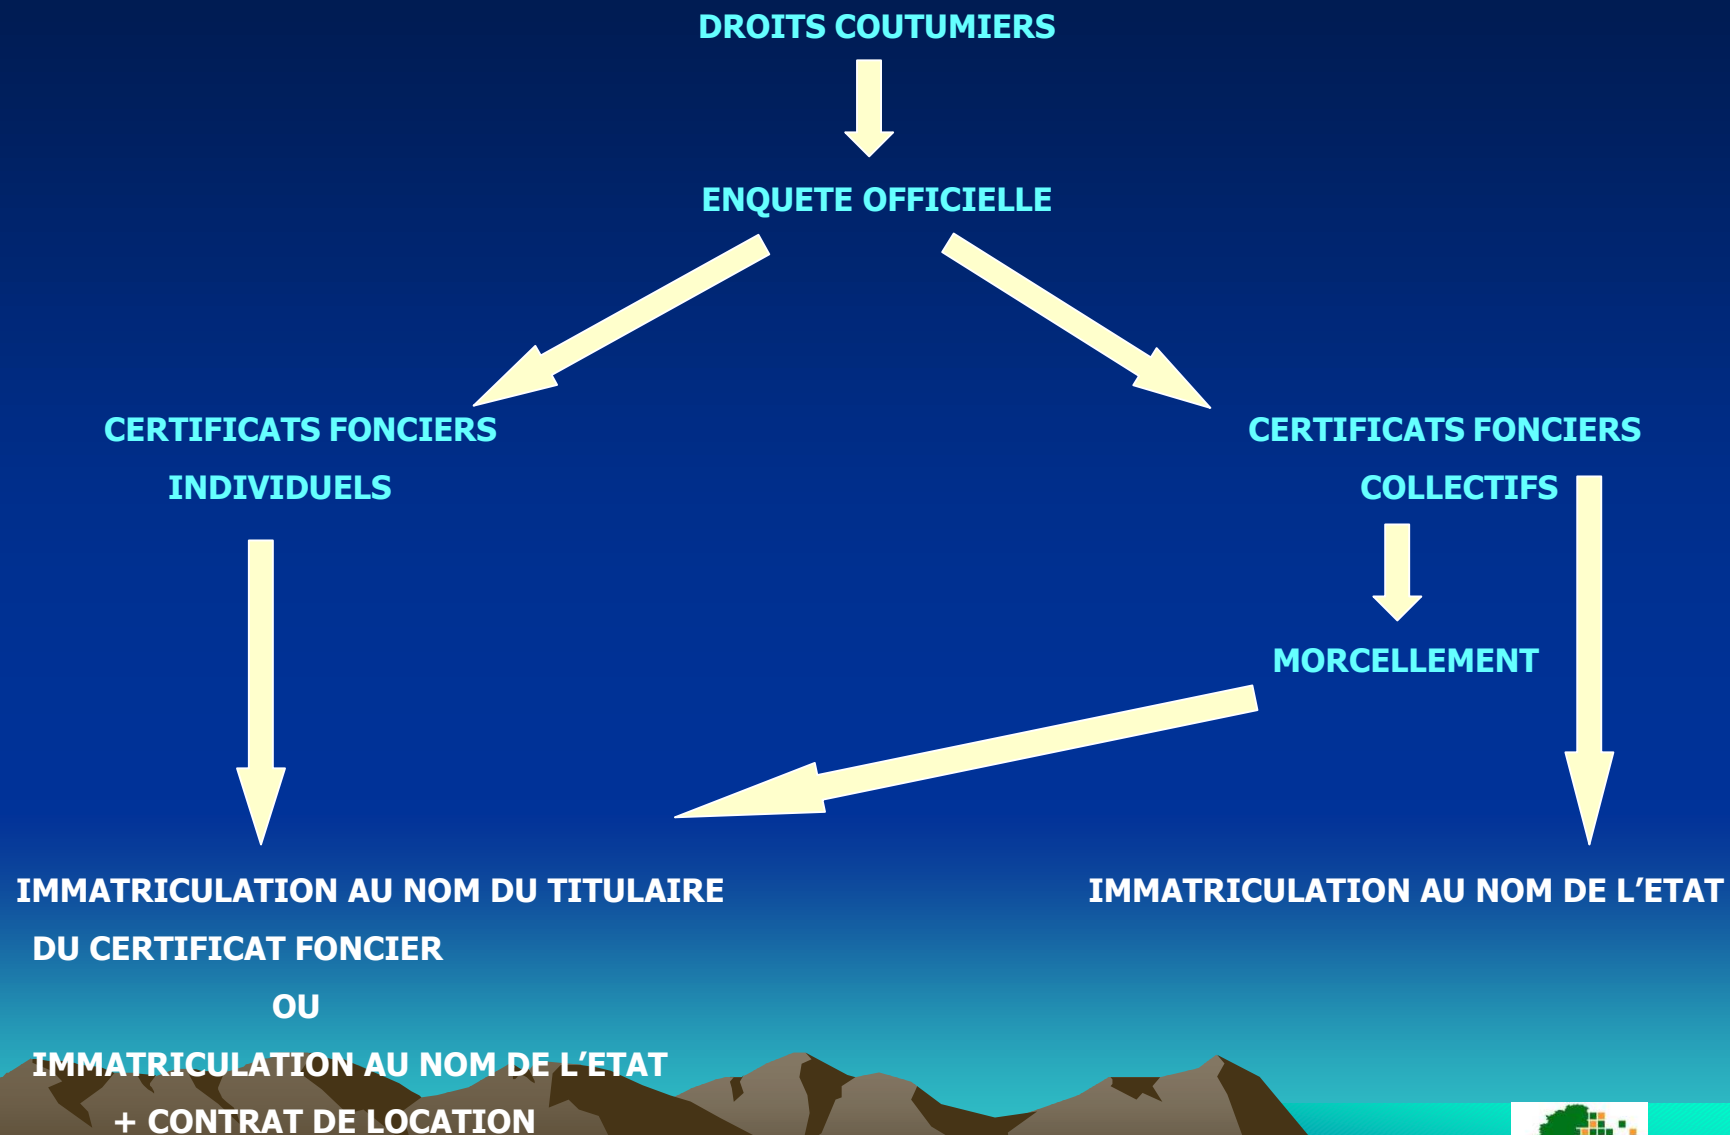 DROITS COUTUMIERS
ENQUETE OFFICIELLE
CERTIFICATS FONCIERS
INDIVIDUELS
CERTIFICATS FONCIERS
COLLECTIFS
MORCELLEMENT
IMMATRICULATION AU NOM DU TITULAIRE
DU CERTIFICAT FONCIER
OU
IMMATRICULATION AU NOM DE L’ETAT
+ CONTRAT DE LOCATION
IMMATRICULATION AU NOM DE L’ETAT